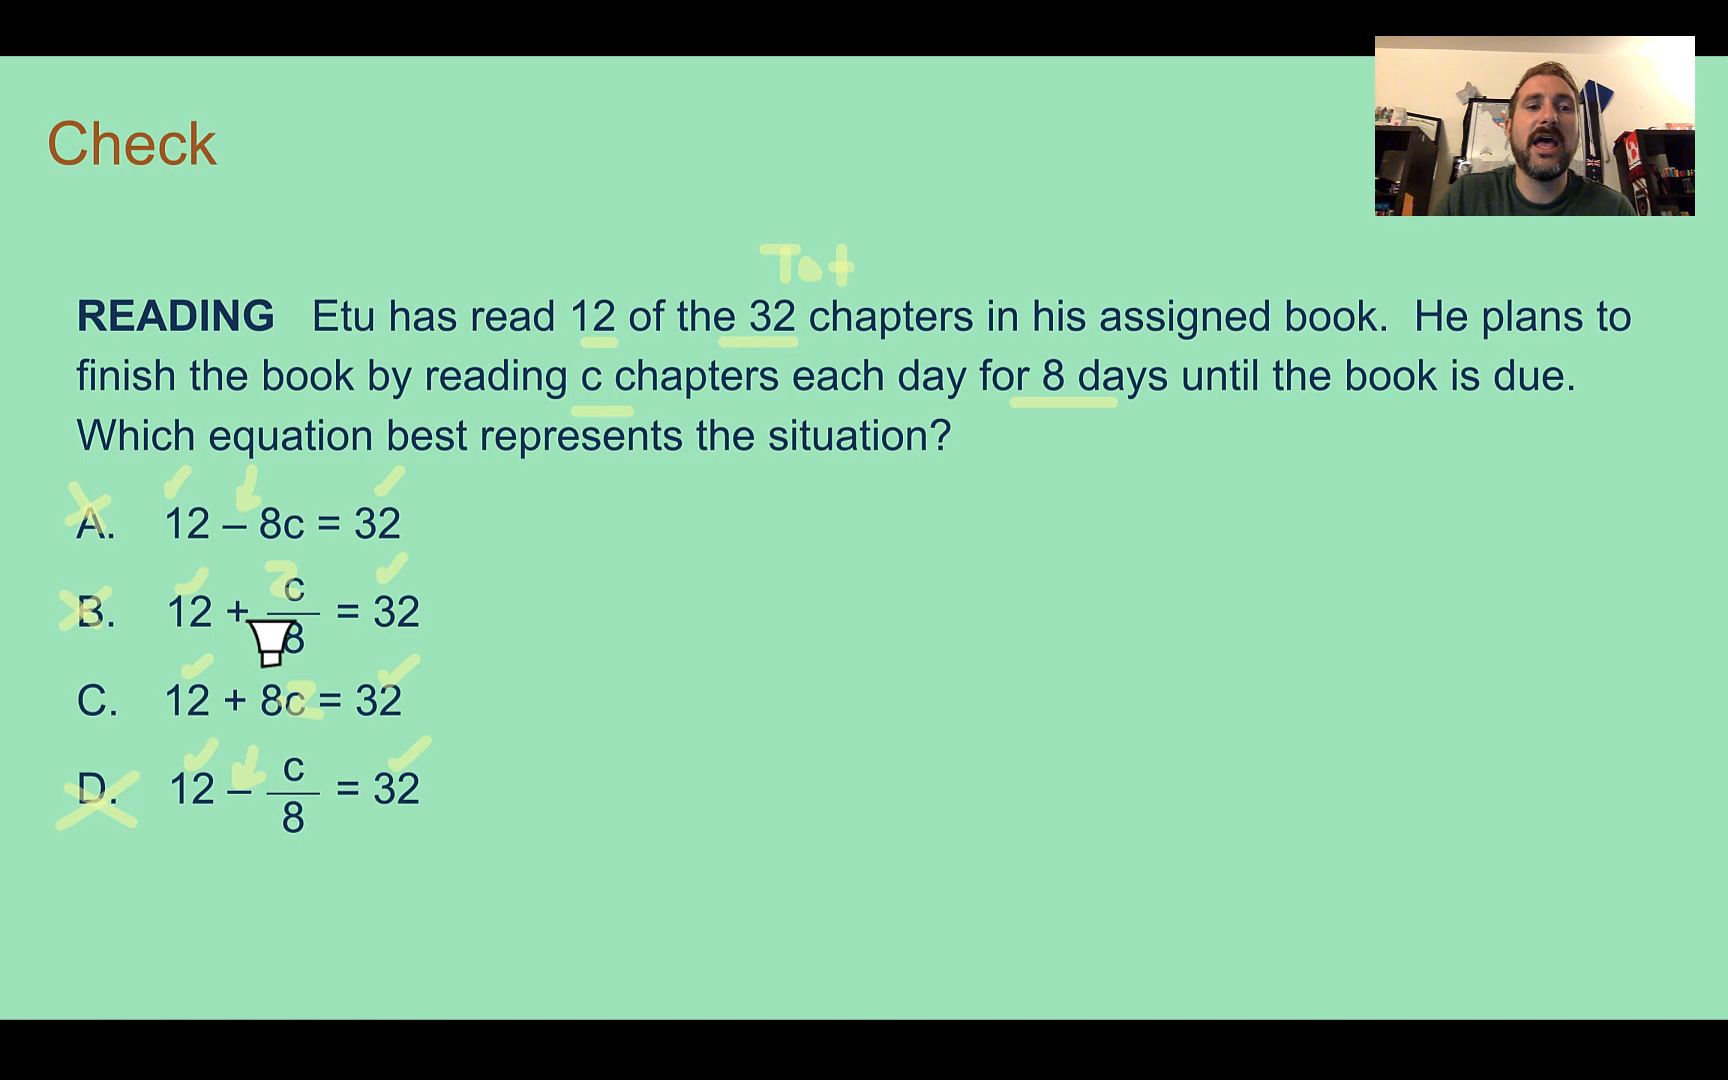 Check
Tot
READING Etu has read 12 of the 32 chapters in his assigned book. He plans to
finish the book by reading c chapters each day for 8 days until the book is due.
Which equation best represents the situation?
A. 12 – 8c = 32
B. 12 + c/8 = 32
2
C. 12 + 8c = 32
2
D. 12 – c/8 = 32